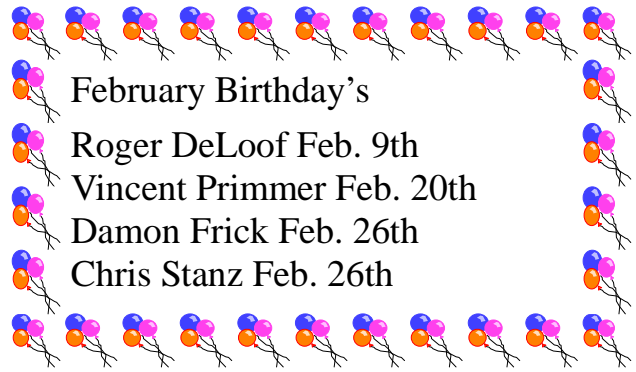 February Birthday’s
Roger DeLoof Feb. 9th
Vincent Primmer Feb. 20th
Damon Frick Feb. 26th
Chris Stanz Feb. 26th